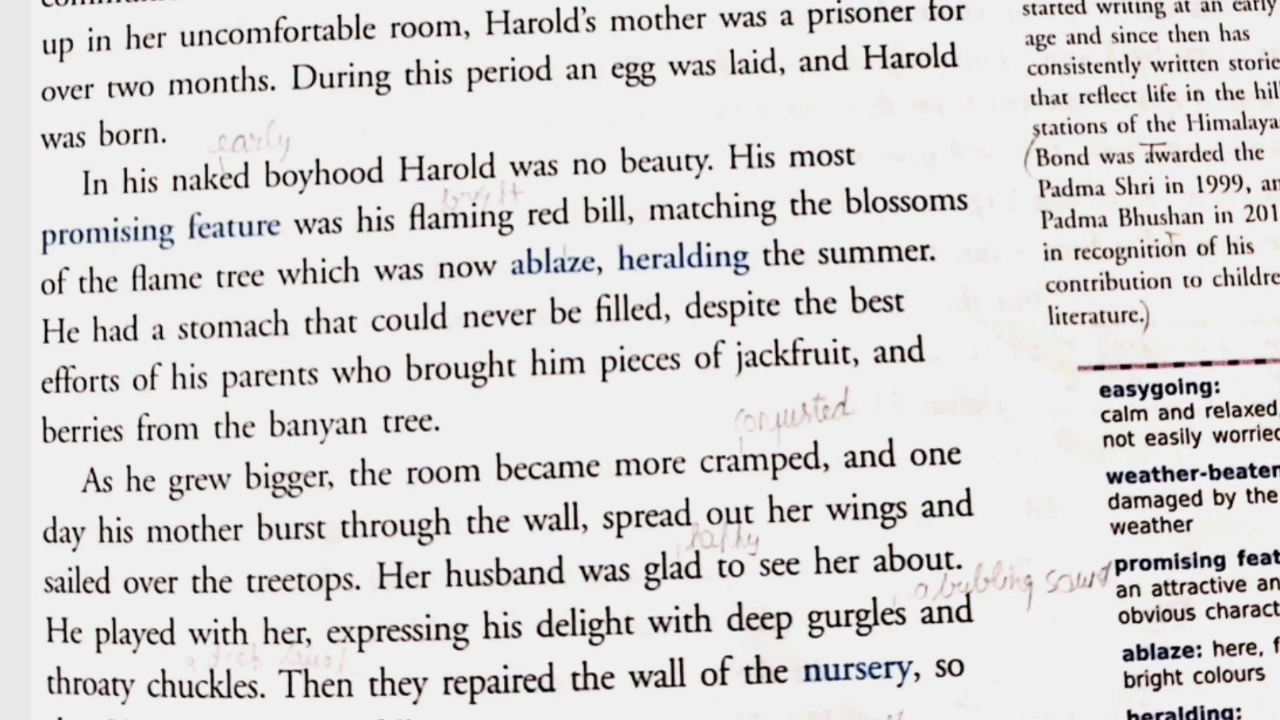 up in her uncomfortable room, Harold's mother was a prisoner for
over two months. During this period an egg was laid, and Harold
was born.
early
In his naked boyhood Harold was no beauty. His most
bright
promising feature was his flaming red bill, matching the blossoms
of the flame tree which was now ablaze, heralding the summer.
He had a stomach that could never be filled, despite the best
efforts of his parents who brought him pieces of jackfruit, and
berries from the banyan tree.
As he grew bigger, the room became more cramped, and one
day his mother burst through the wall, spread out her wings and
sailed over the treetops. Her husband was glad to see her about.
a bubbling sound
He played with her, expressing his delight with deep gurgles and
throaty chuckles. Then they repaired the wall of the nursery, so
started writing at an early
age and since then has
consistently written
that reflect life in the
stations of the
(Bond was awarded the
Padma Shri in 1999,
Padma Bhushan in
in recognition of his
contribution to
literature.)
easygoing:
calm and relaxed,
not easily
weather-beaten
damaged by the
weather
promising
an attractive
obvious
ablaze: here,
bright colours
heralding: